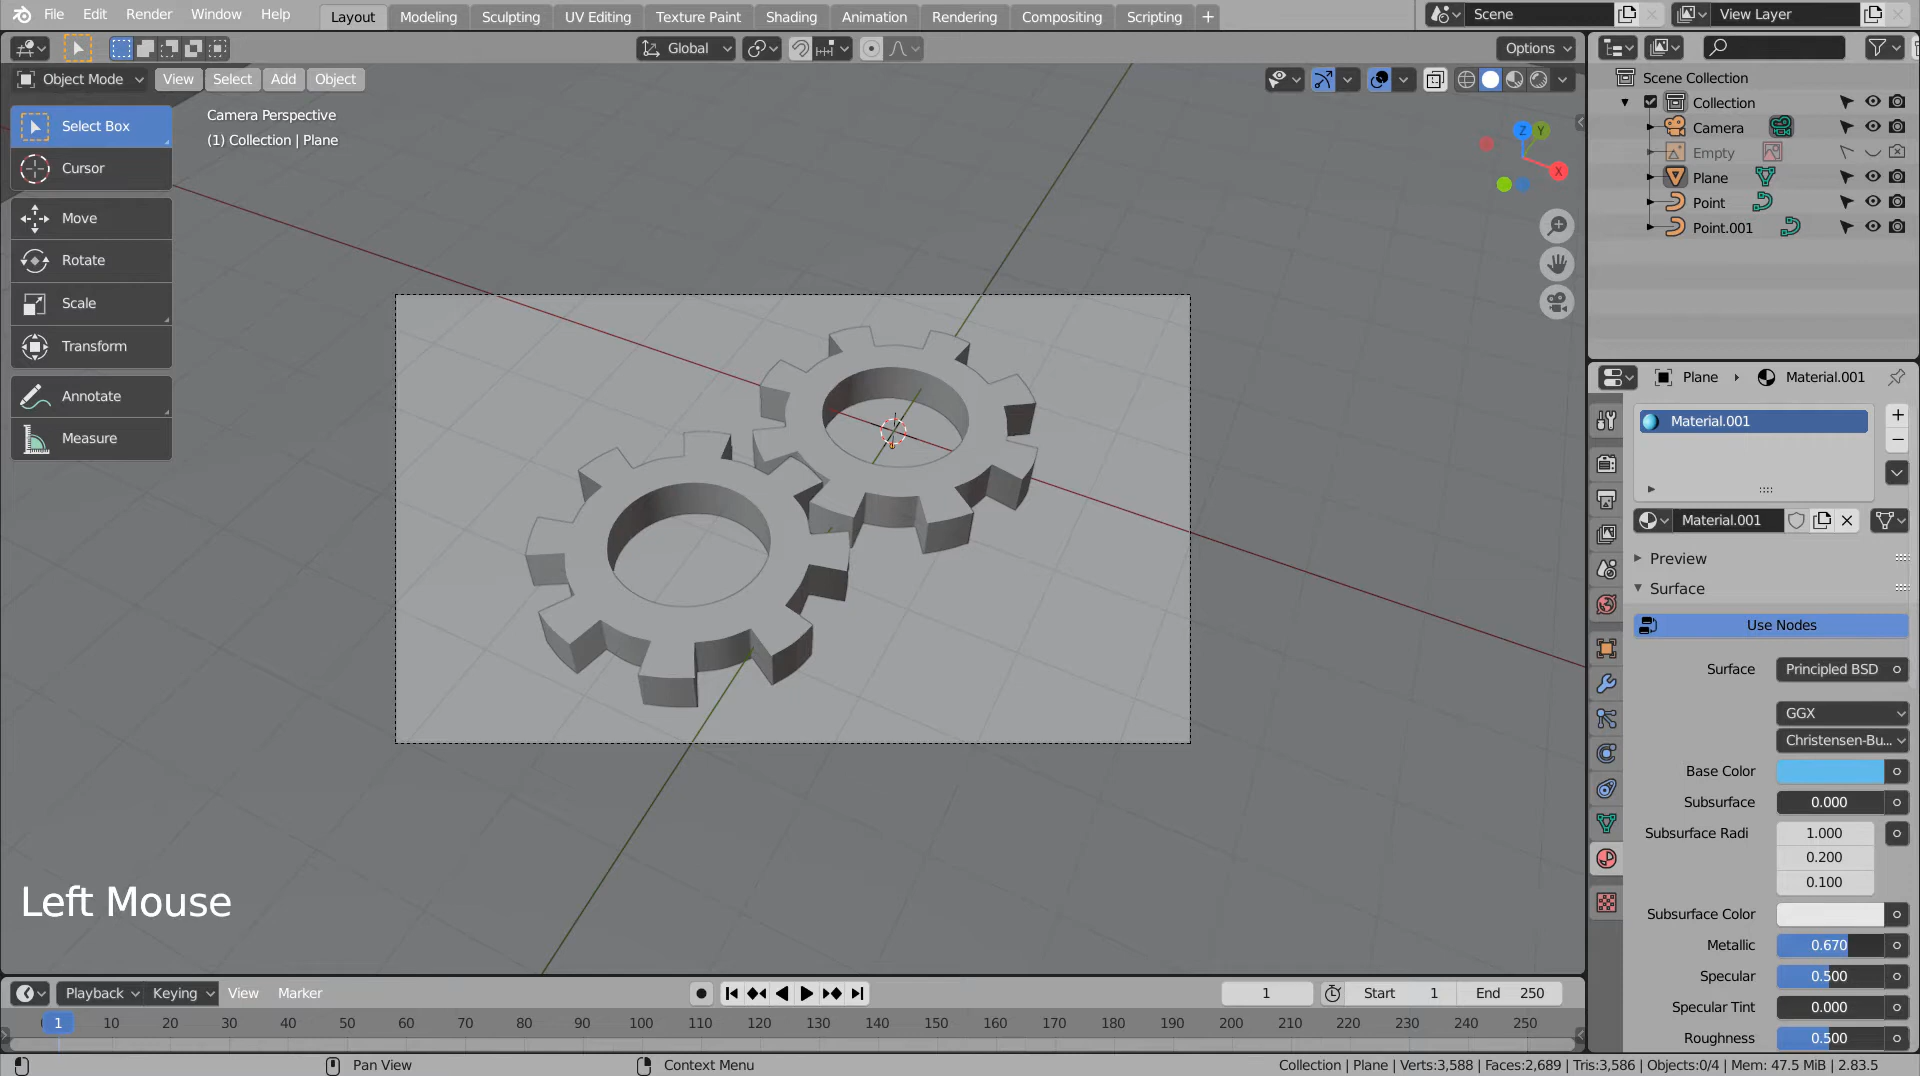 File Edit Render Window Help Layout Modeling Sculpting UV Editing Texture Paint Shading Animation Rendering Compositing Scripting + Scene View Layer
Global Options
Object Mode View Select Add Object
Scene Collection
Collection
Camera
Empty
Plane
Point
Point.001
Select Box
Cursor
Move
Rotate
Scale
Transform
Annotate
Measure
Camera Perspective
(1) Collection | Plane
Z Y
X
Plane Material.001
Material.001
Material.001
Preview
Surface
Use Nodes
Surface Principled BSD
GGX
Christensen-Bu...
Base Color
Subsurface 0.000
Subsurface Radi 1.000
0.200
0.100
Subsurface Color
Metallic 0.670
Specular 0.500
Specular Tint 0.000
Roughness 0.500
Left Mouse
Playback Keying View Marker 1 Start 1 End 250
1 10 20 30 40 50 60 70 80 90 100 110 120 130 140 150 160 170 180 190 200 210 220 230 240 250
Pan View Context Menu Collection | Plane | Verts:3,588 | Faces:2,689 | Tris:3,586 | Objects:0/4 | Mem: 47.5 MiB | 2.83.5